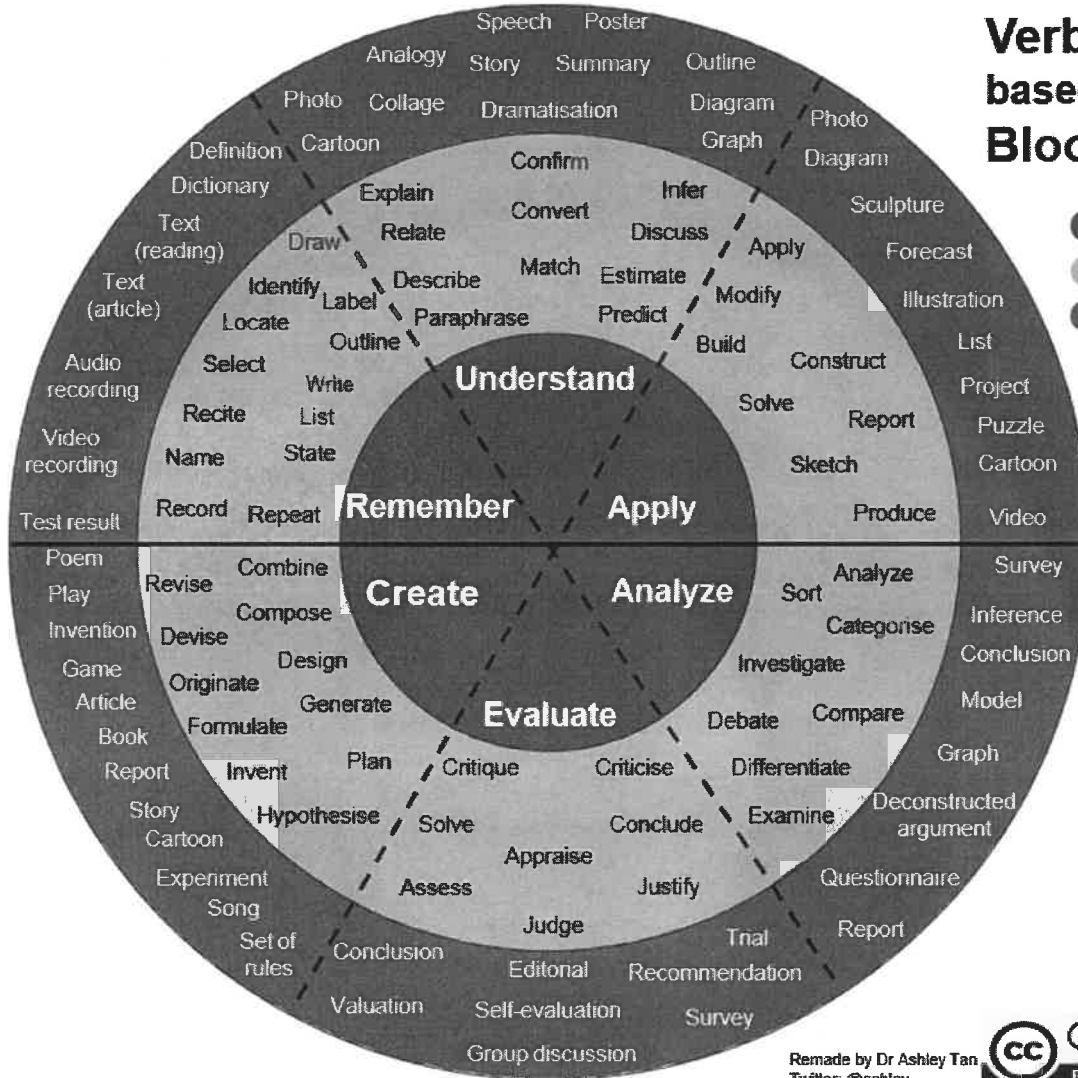 Verb
base
Bloo
Speech
Poster
Analogy
Story
Summary
Outline
Photo
Collage
Dramatisation
Diagram
Cartoon
Graph
Photo
Diagram
Sculpture
Forecast
Illustration
List
Project
Puzzle
Cartoon
Video
Definition
Dictionary
Text
(reading)
Text
(article)
Audio
recording
Video
recording
Test result
Confirm
Explain
Infer
Convert
Relate
Discuss
Match
Describe
Estimate
Paraphrase
Predict
Draw
Identify
Label
Locate
Outline
Select
Write
Recite
List
Name
State
Record
Repeat
Apply
Modify
Build
Construct
Solve
Report
Sketch
Produce
Understand
Remember
Apply
Create
Analyze
Evaluate
Combine
Revise
Compose
Devise
Design
Originate
Generate
Formulate
Plan
Invent
Hypothesise
Analyze
Sort
Categorise
Investigate
Debate
Compare
Differentiate
Examine
Critique
Criticise
Solve
Conclude
Appraise
Assess
Justify
Judge
Poem
Play
Invention
Game
Article
Book
Report
Story
Cartoon
Experiment
Song
Set of
rules
Survey
Inference
Conclusion
Model
Graph
Deconstructed
argument
Questionnaire
Report
Conclusion
Trial
Editorial
Recommendation
Valuation
Self-evaluation
Survey
Group discussion
Remade by Dr Ashley Tan
cc